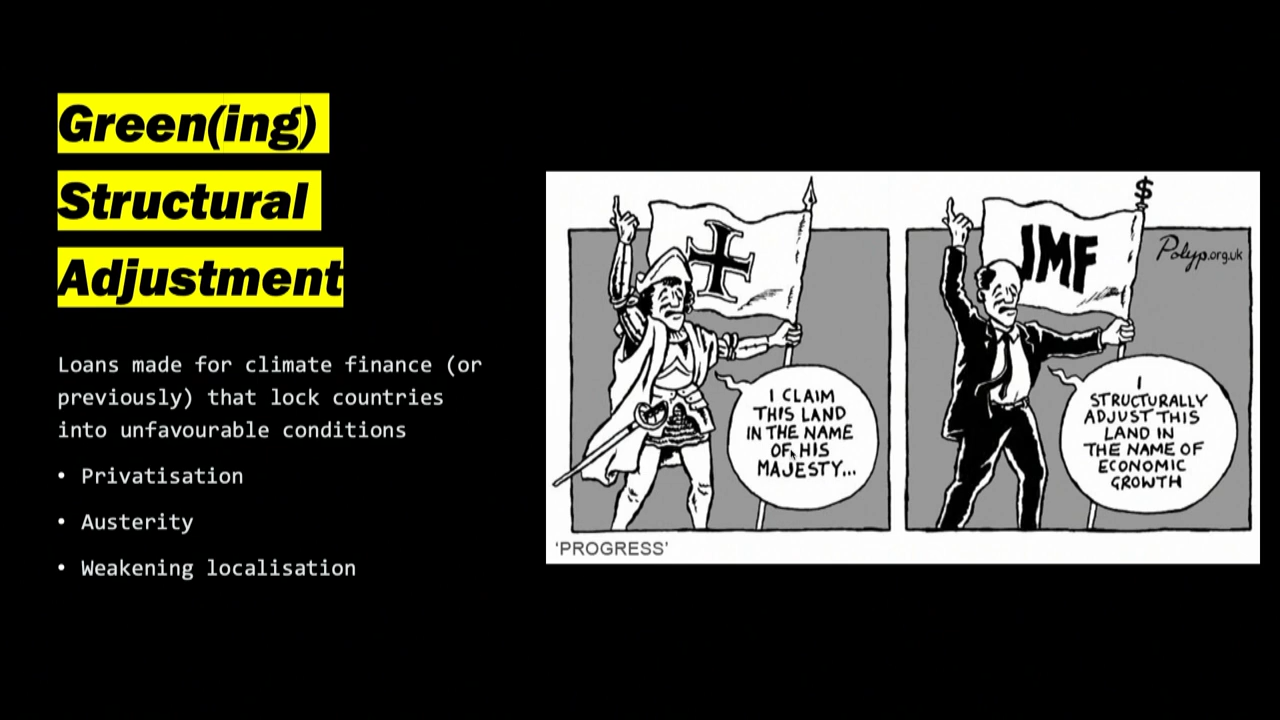 Green(ing)
Structural
Adjustment
Loans made for climate finance (or
previously) that lock countries
into unfavourable conditions
• Privatisation
• Austerity
• Weakening localisation
I CLAIM
THIS LAND
IN THE NAME
OF HIS
MAJESTY...
$
IMF
Polyp.org.uk
I
STRUCTURALLY
ADJUST THIS
LAND IN
THE NAME OF
ECONOMIC
GROWTH
'PROGRESS'